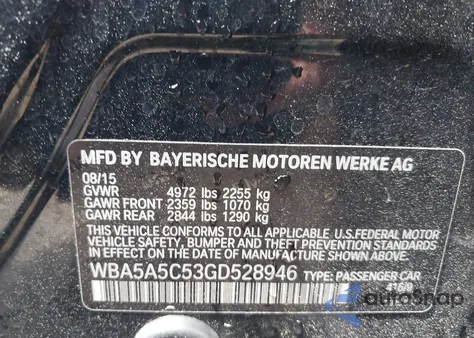 MFD BY BAYERISCHE MOTOREN WERKE AG
08/15
GVWR 4972 lbs 2255 kg
GAWR FRONT 2359 lbs 1070 kg
GAWR REAR 2844 lbs 1290 kg
THIS VEHICLE CONFORMS TO ALL APPLICABLE U.S.FEDERAL MOTOR
VEHICLE SAFETY, BUMPER AND THEFT PREVENTION STANDARDS IN
EFFECT ON THE DATE OF MANUFACTURE SHOWN ABOVE.
WBA5A5C53GD528946 TYPE: PASSENGER CAR
autosnap